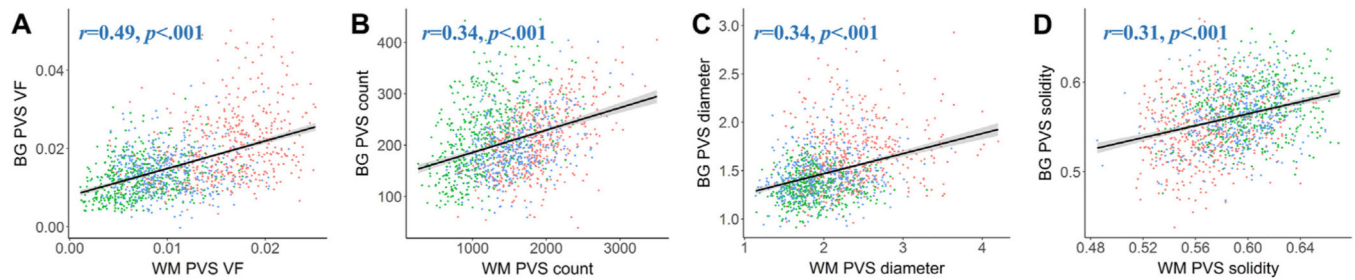 A
r=0.49, p<.001
BG PVS VF
0.04
0.02
0.00
0.00
0.01
0.02
WM PVS VF
B
r=0.34, p<.001
BG PVS count
400
300
200
100
1000
2000
3000
WM PVS count
C
r=0.34, p<.001
BG PVS diameter
3.0
2.5
2.0
1.5
1.0
1
2
3
4
WM PVS diameter
D
r=0.31, p<.001
BG PVS solidity
0.6
0.5
0.48
0.52
0.56
0.60
0.64
WM PVS solidity